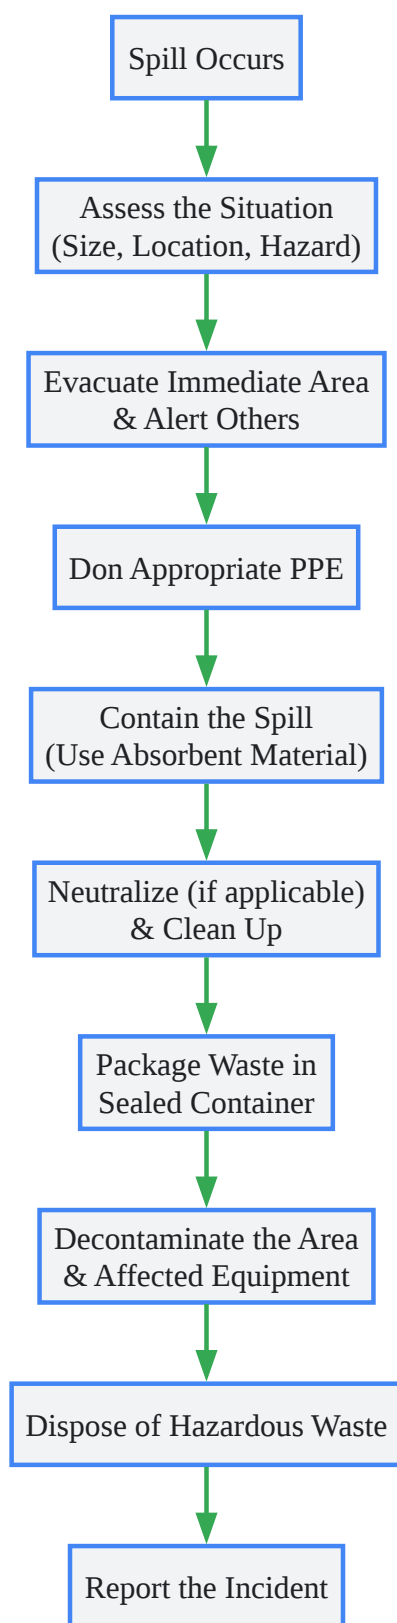 Spill Occurs
Assess the Situation
(Size, Location, Hazard)
Evacuate Immediate Area
& Alert Others
Don Appropriate PPE
Contain the Spill
(Use Absorbent Material)
Neutralize (if applicable)
& Clean Up
Package Waste in
Sealed Container
Decontaminate the Area
& Affected Equipment
Dispose of Hazardous Waste
Report the Incident